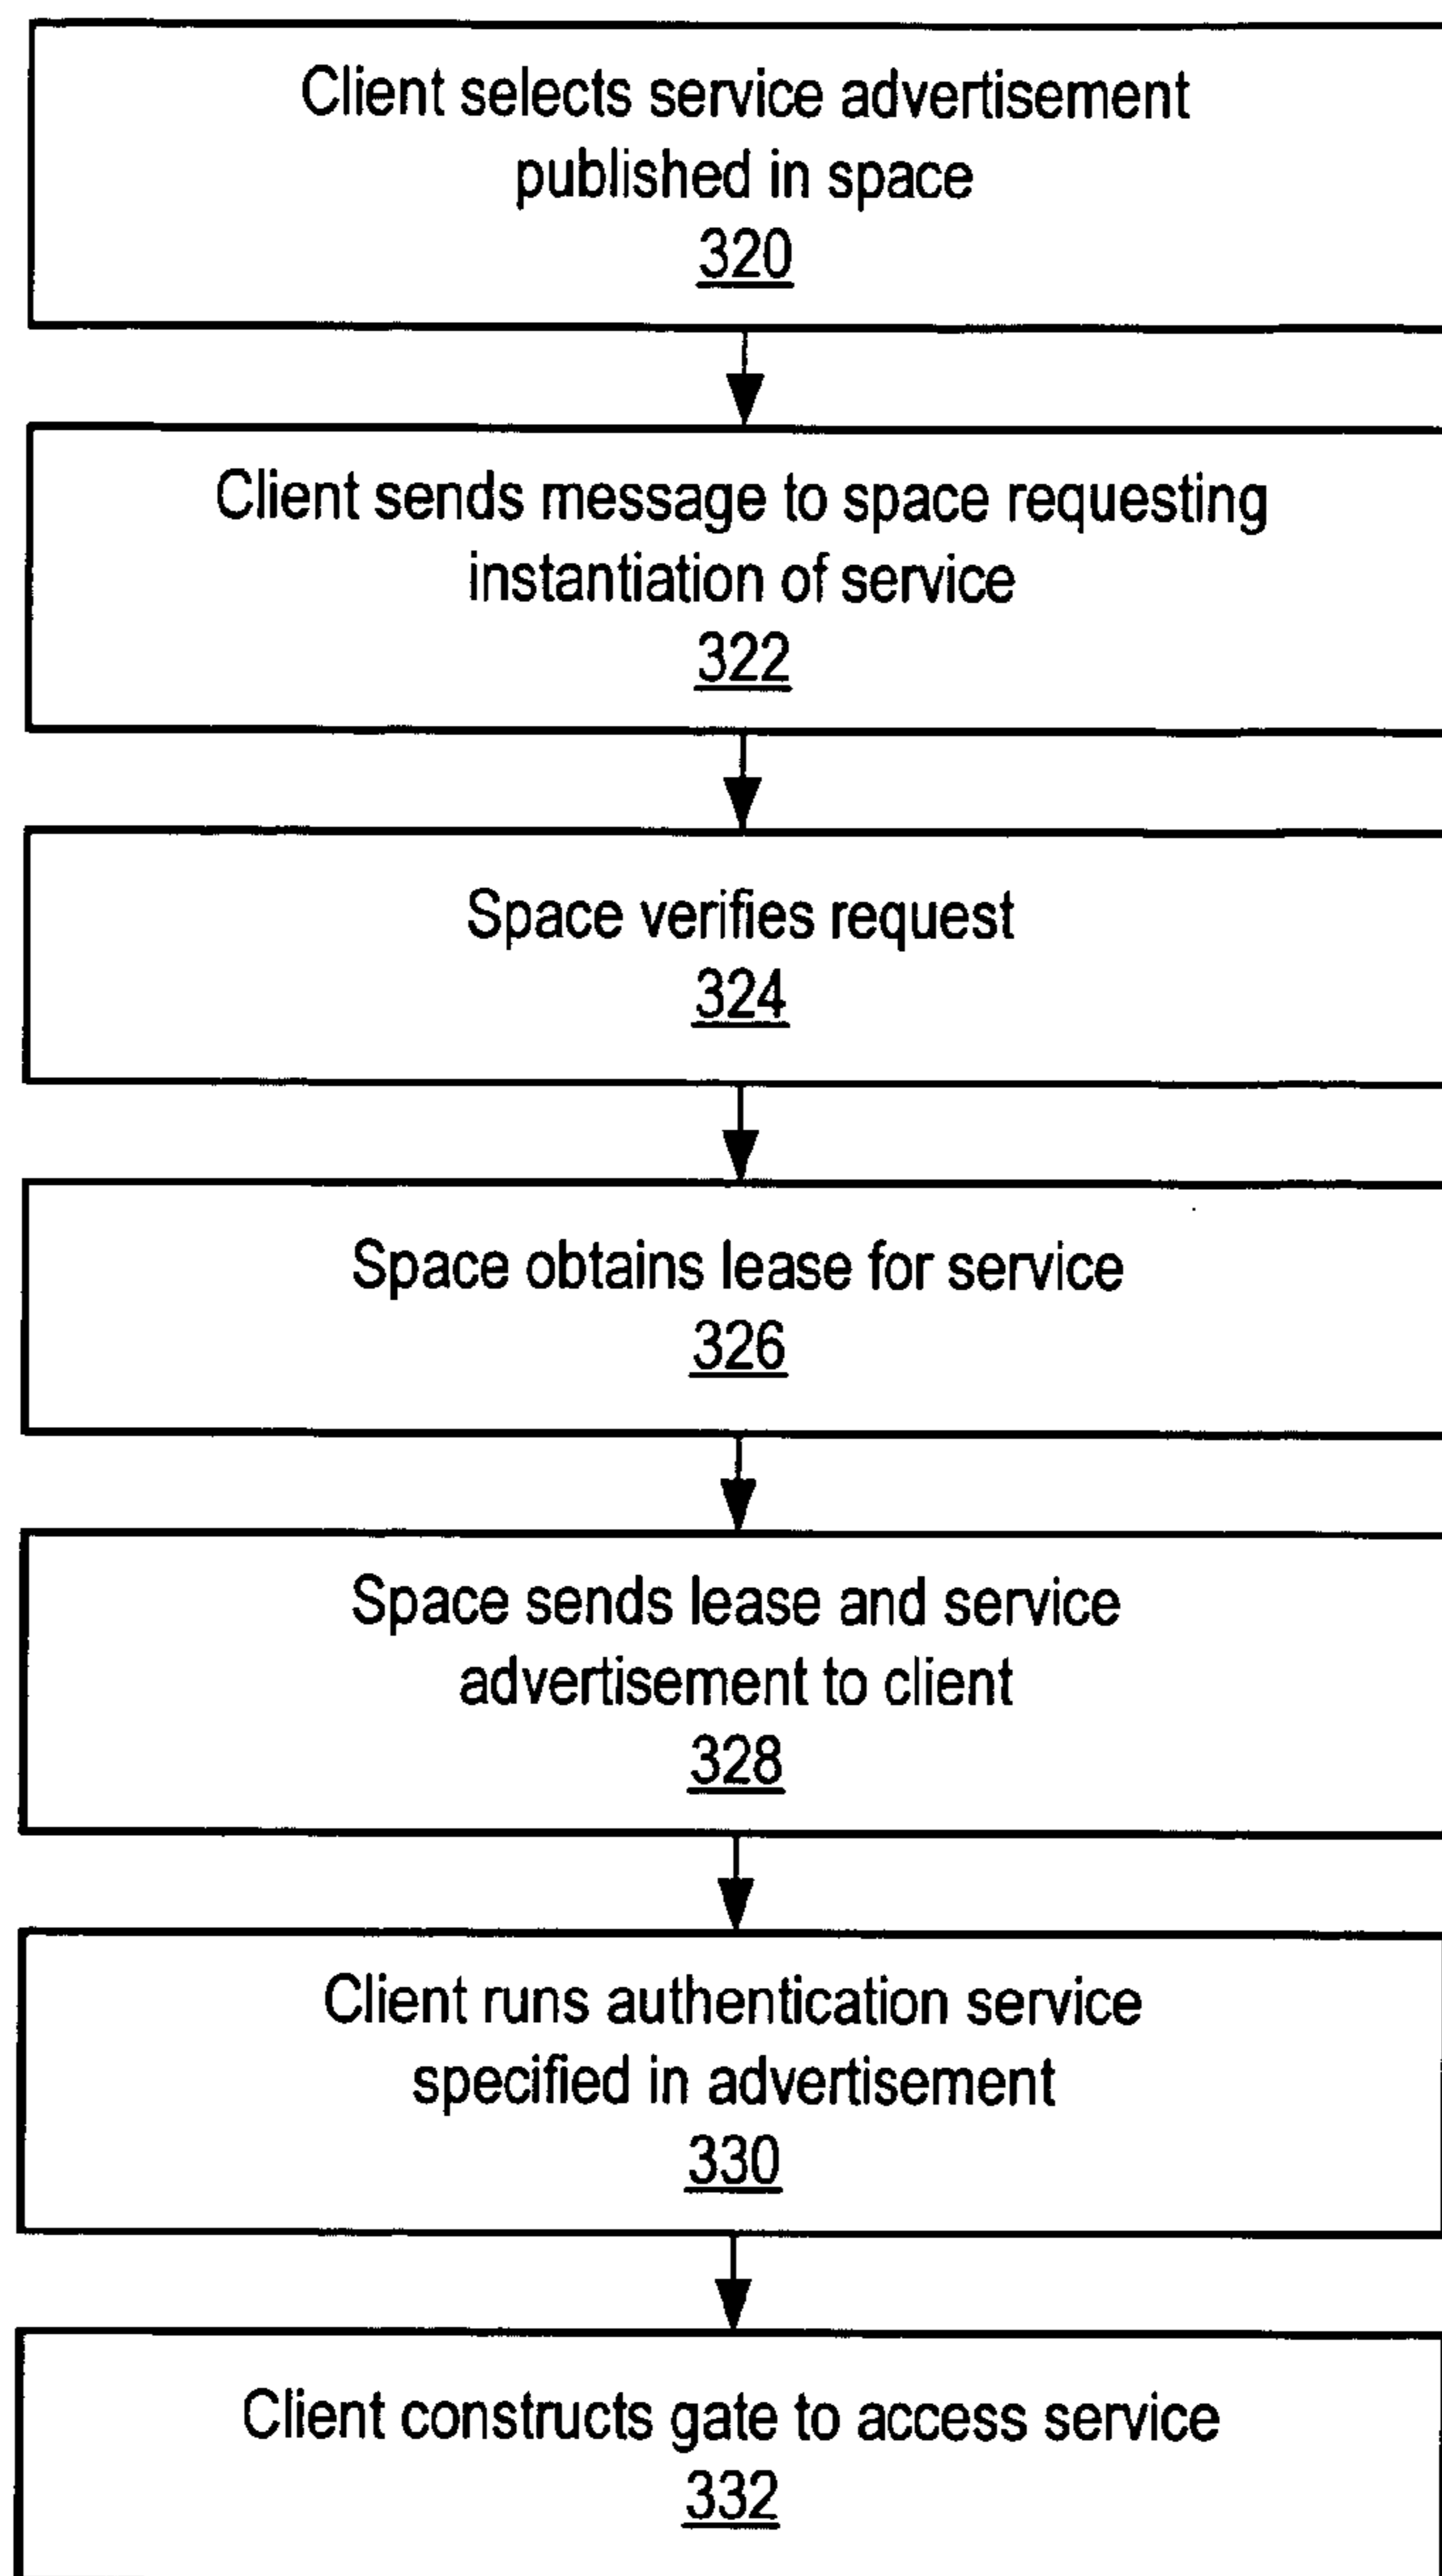 Client selects service advertisement
published in space
320
Client sends message to space requesting
instantiation of service
322
Space verifies request
324
Space obtains lease for service
326
Space sends lease and service
advertisement to client
328
Client runs authentication service
specified in advertisement
330
Client constructs gate to access service
332